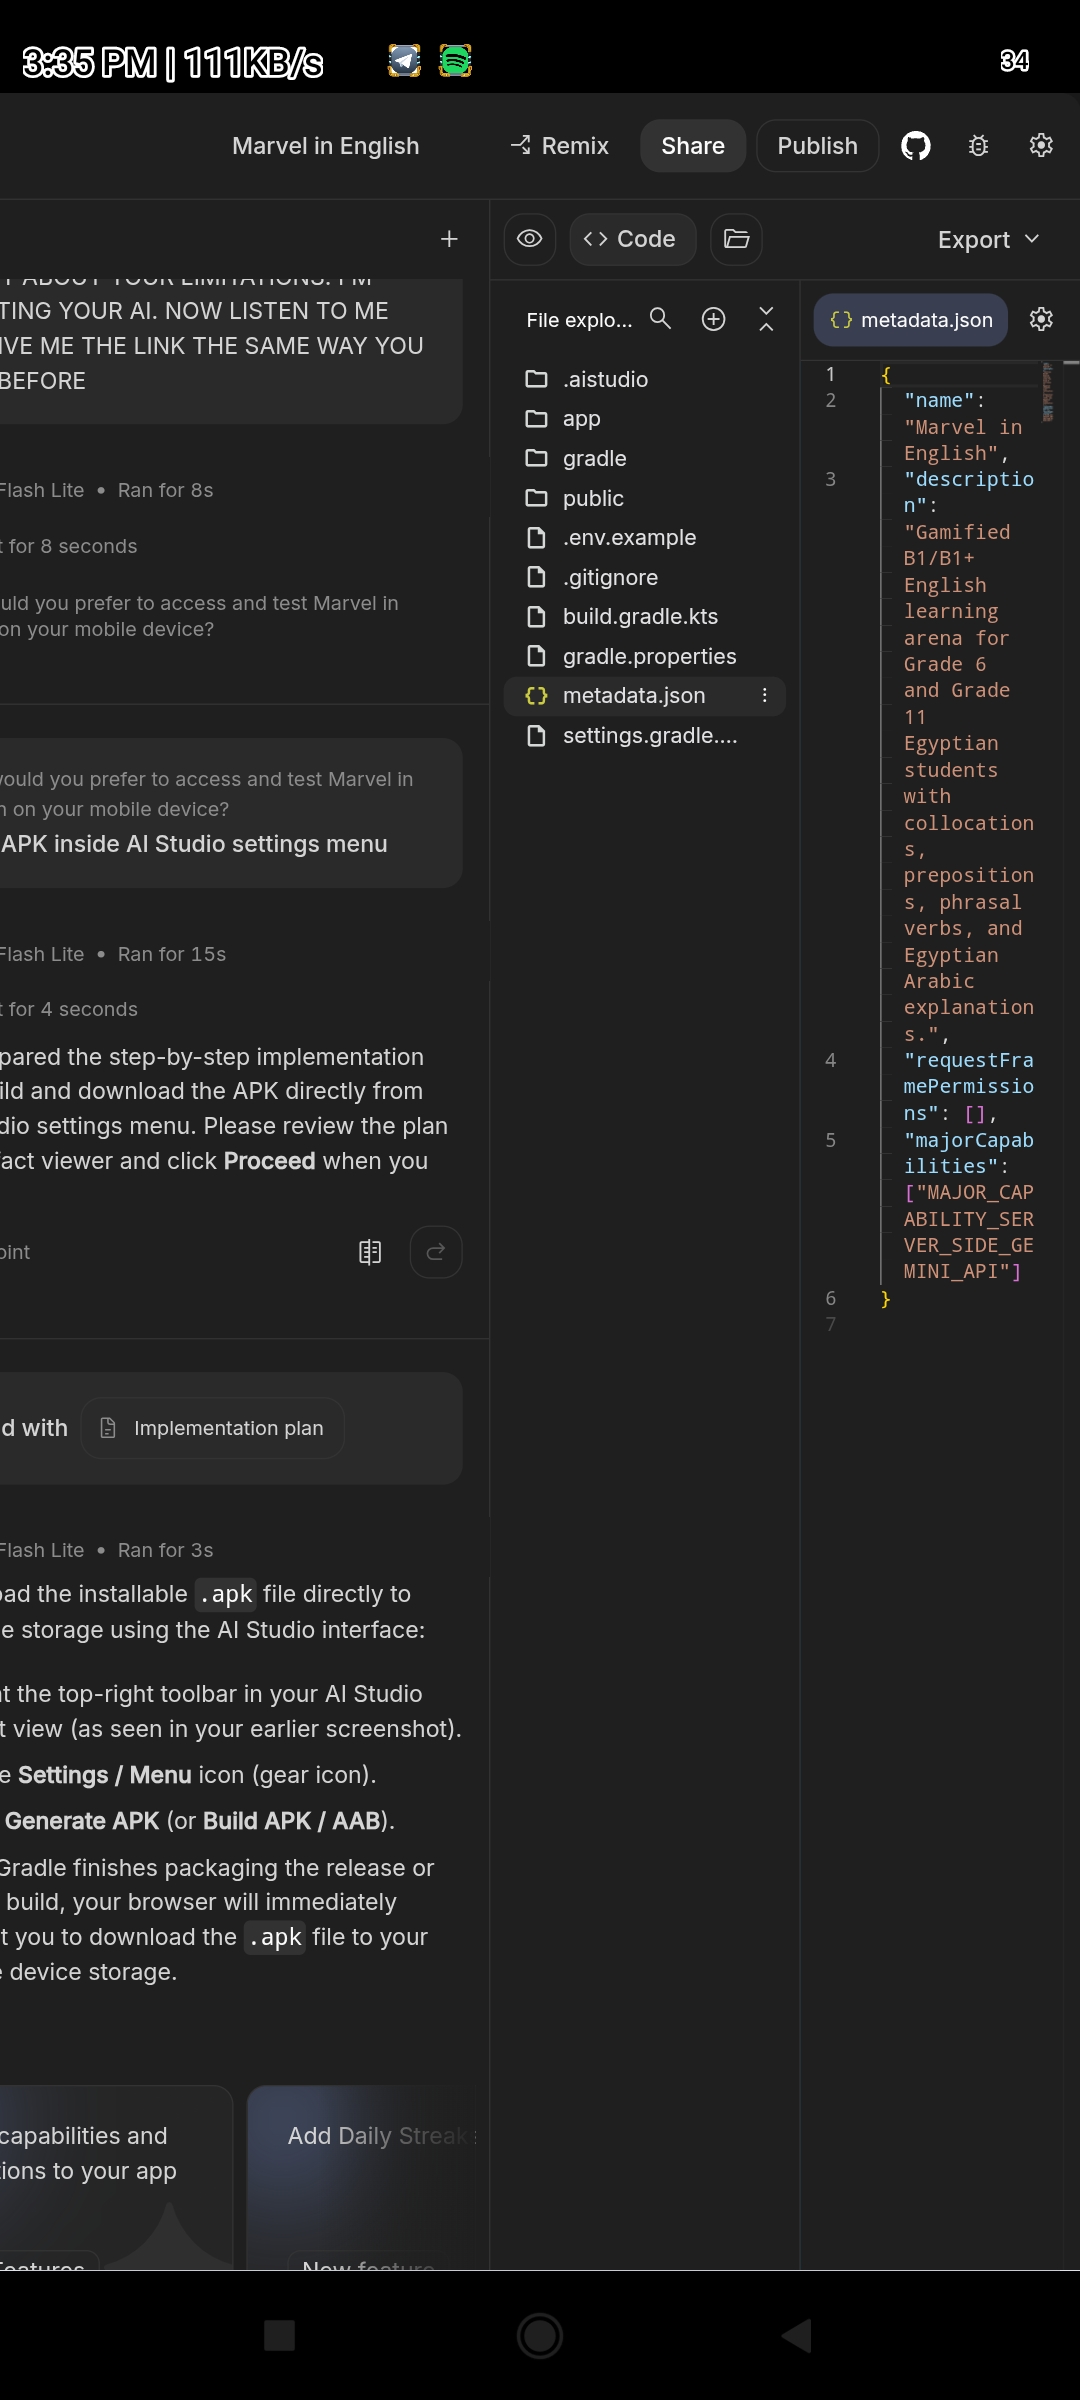 3:35 PM | 111KB/s
34
Marvel in English
Remix
Share
Publish
Code
Export
ABOUT YOUR LIMITATIONS. I'M
TING YOUR AI. NOW LISTEN TO ME
IVE ME THE LINK THE SAME WAY YOU
BEFORE
Flash Lite • Ran for 8s
t for 8 seconds
uld you prefer to access and test Marvel in
on your mobile device?
would you prefer to access and test Marvel in
n on your mobile device?
APK inside AI Studio settings menu
Flash Lite • Ran for 15s
t for 4 seconds
pared the step-by-step implementation
ild and download the APK directly from
dio settings menu. Please review the plan
fact viewer and click Proceed when you
oint
d with
Implementation plan
Flash Lite • Ran for 3s
oad the installable .apk file directly to
e storage using the AI Studio interface:
at the top-right toolbar in your AI Studio
t view (as seen in your earlier screenshot).
e Settings / Menu icon (gear icon).
Generate APK (or Build APK / AAB).
Gradle finishes packaging the release or
build, your browser will immediately
t you to download the .apk file to your
e device storage.
capabilities and
tions to your app
Features
Add Daily Streak
New feature
File explo...
.aistudio
app
gradle
public
.env.example
.gitignore
build.gradle.kts
gradle.properties
{} metadata.json
settings.gradle....
{} metadata.json
1 {
2 "name":
"Marvel in
English",
3 "descriptio
n":
"Gamified
B1/B1+
English
learning
arena for
Grade 6
and Grade
11
Egyptian
students
with
collocation
s,
preposition
s, phrasal
verbs, and
Egyptian
Arabic
explanation
s.",
4 "requestFra
mePermissio
ns": [],
5 "majorCapab
ilities":
["MAJOR_CAP
ABILITY_SER
VER_SIDE_GE
MINI_API"]
6 }
7